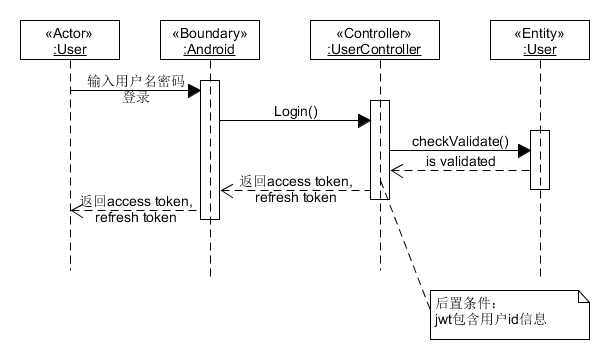 «Actor»
:User
«Boundary»
:Android
«Controller»
:UserController
«Entity»
:User
输入用户名密码
登录
Login()
checkValidate()
is validated
返回access token,
refresh token
返回access token,
refresh token
后置条件：
jwt包含用户id信息